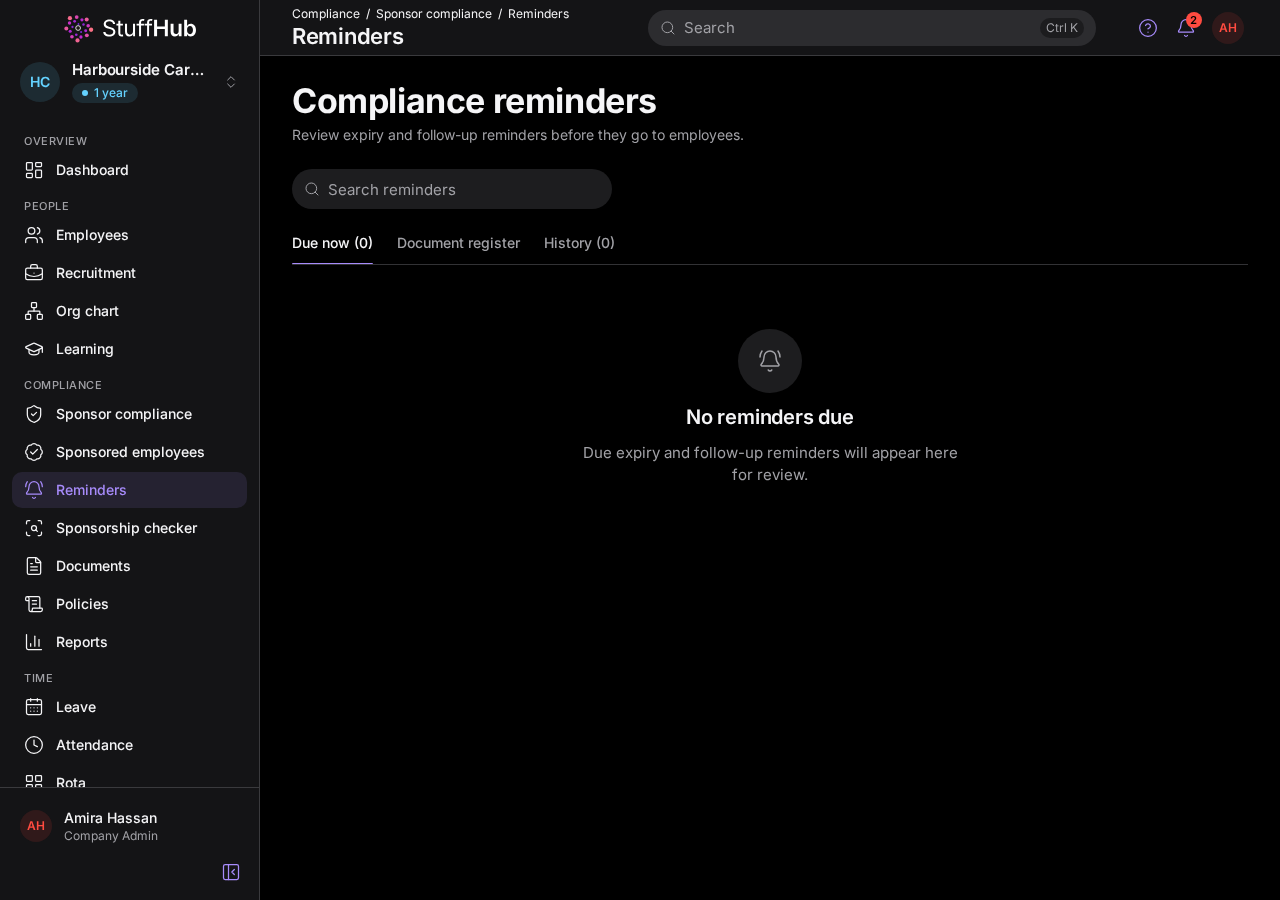 StuffHub
HC
Harbourside Car...
1 year
OVERVIEW
Dashboard
PEOPLE
Employees
Recruitment
Org chart
Learning
COMPLIANCE
Sponsor compliance
Sponsored employees
Reminders
Sponsorship checker
Documents
Policies
Reports
TIME
Leave
Attendance
Rota
AH
Amira Hassan
Company Admin
Compliance / Sponsor compliance / Reminders
Reminders
Search
Ctrl K
2
AH
Compliance reminders
Review expiry and follow-up reminders before they go to employees.
Search reminders
Due now (0)
Document register
History (0)
No reminders due
Due expiry and follow-up reminders will appear here
for review.